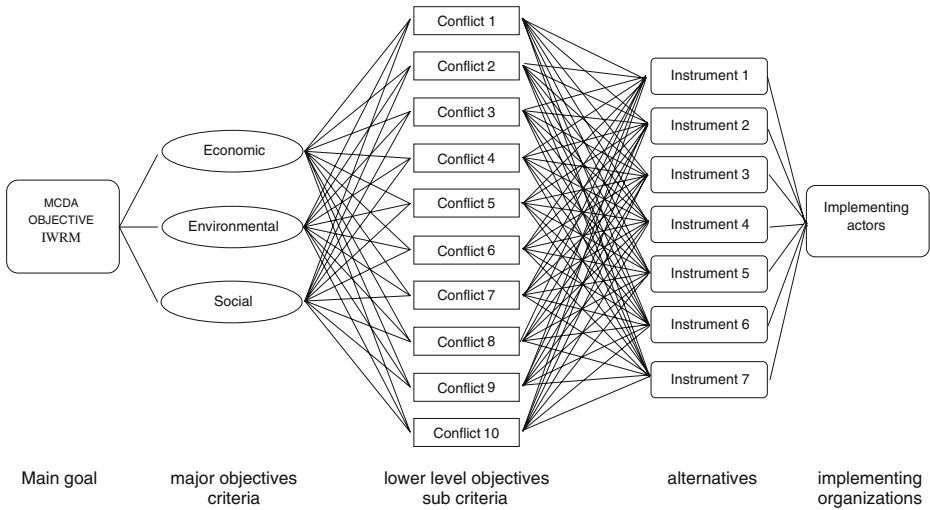 MCDA
OBJECTIVE
IWRM
Economic
Environmental
Social
Conflict 1
Conflict 2
Conflict 3
Conflict 4
Conflict 5
Conflict 6
Conflict 7
Conflict 8
Conflict 9
Conflict 10
Instrument 1
Instrument 2
Instrument 3
Instrument 4
Instrument 5
Instrument 6
Instrument 7
Implementing
actors
Main goal
major objectives
criteria
lower level objectives
sub criteria
alternatives
implementing
organizations